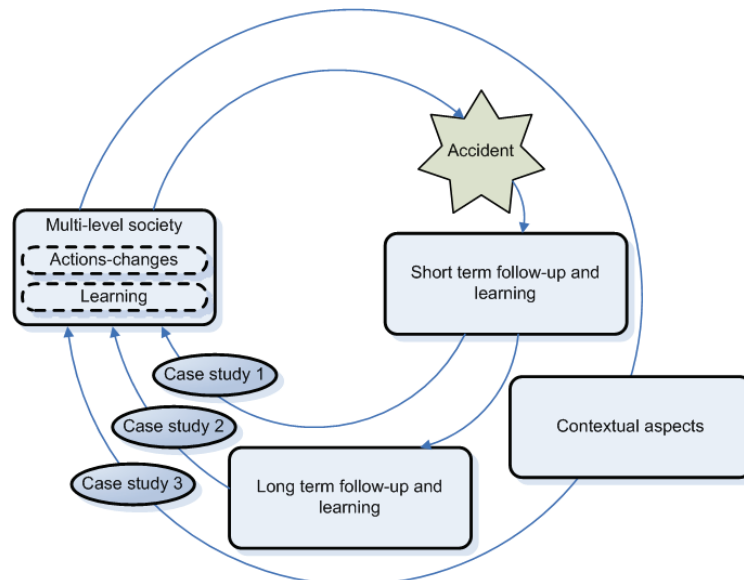 Accident
Multi-level society
Actions-changes
Learning
Short term follow-up and
learning
Case study 1
Case study 2
Case study 3
Contextual aspects
Long term follow-up and
learning